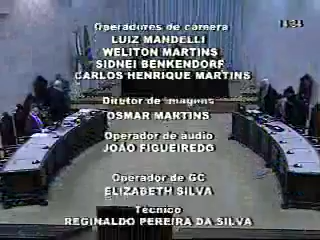 Operadores de câmera
LUIZ MANDELLI
WELITON MARTINS
SIDNEI BENKENDORF
CARLOS HENRIQUE MARTINS
Diretor de imagens
OSMAR MARTINS
Operador de áudio
JOÃO FIGUEIREDO
Operador de GC
ELIZABETH SILVA
Técnico
REGINALDO PEREIRA DA SILVA